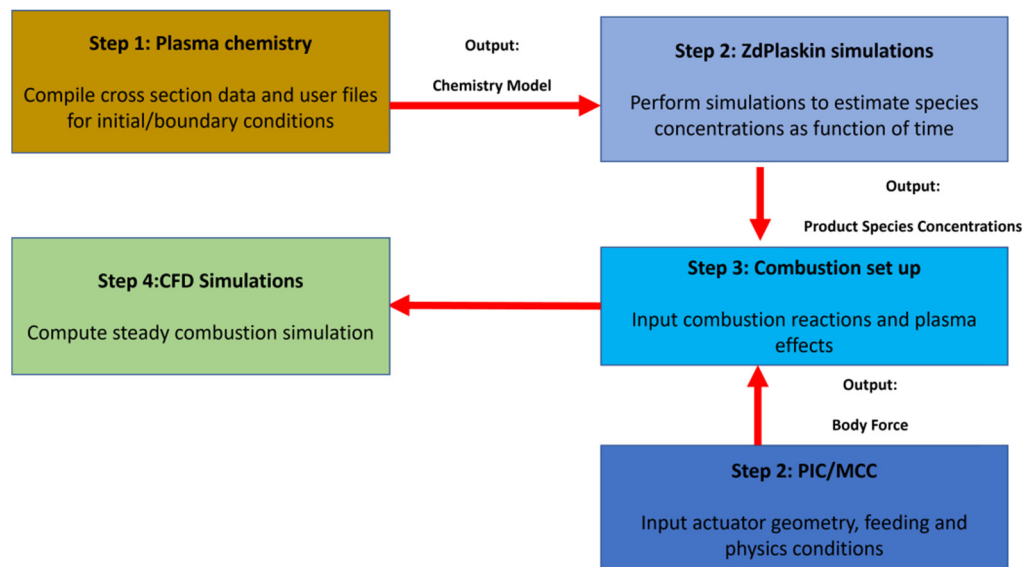 Step 1: Plasma chemistry
Compile cross section data and user files
for initial/boundary conditions
Output:
Chemistry Model
Step 2: ZdPlaskin simulations
Perform simulations to estimate species
concentrations as function of time
Output:
Product Species Concentrations
Step 3: Combustion set up
Input combustion reactions and plasma
effects
Step 4:CFD Simulations
Compute steady combustion simulation
Output:
Body Force
Step 2: PIC/MCC
Input actuator geometry, feeding and
physics conditions